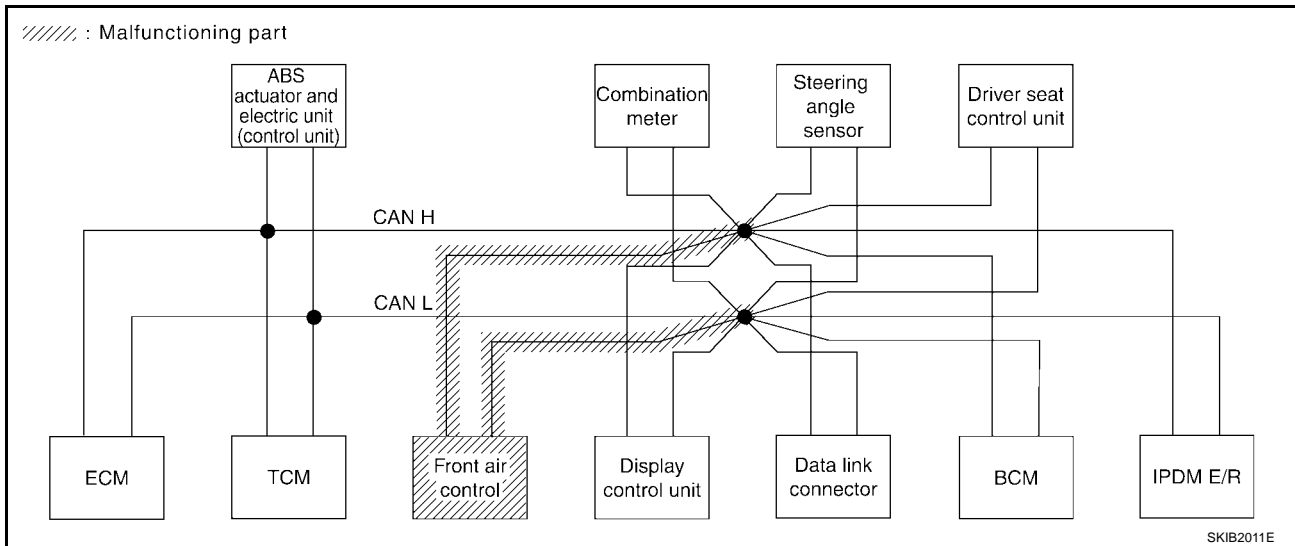 : Malfunctioning part
ABS
actuator and
electric unit
(control unit)
Combination
meter
Steering
angle
sensor
Driver seat
control unit
CAN H
CAN L
ECM
TCM
Front air
control
Display
control unit
Data link
connector
BCM
IPDM E/R
SKIB2011E